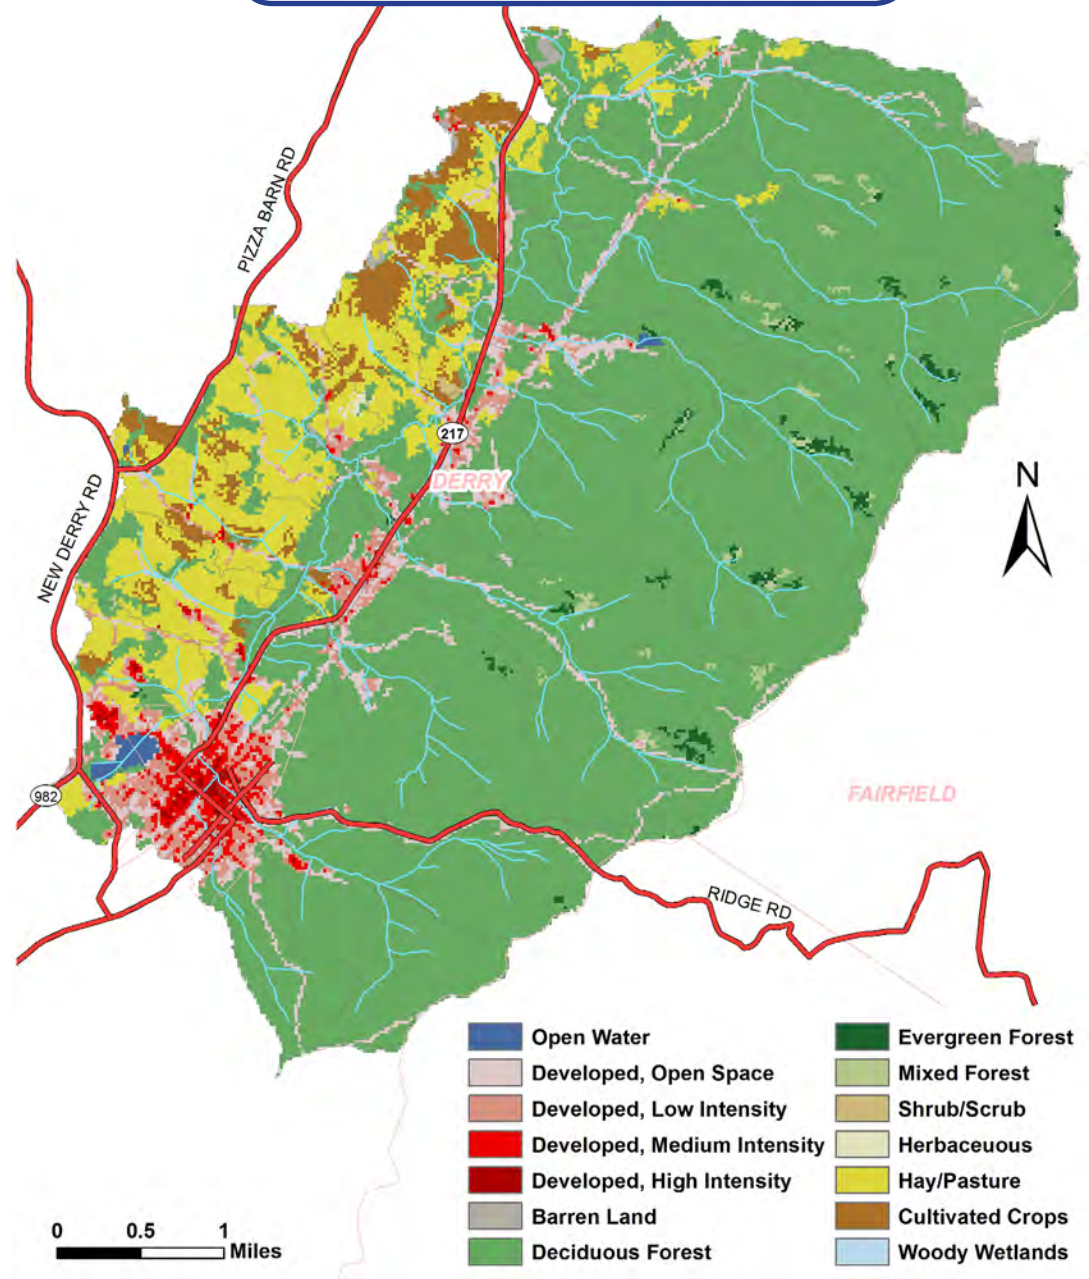 PIZZA BARN RD
217
DERRY
N
NEW DERRY RD
982
FAIRFIELD
RIDGE RD
Open Water
Developed, Open Space
Developed, Low Intensity
Developed, Medium Intensity
Developed, High Intensity
Barren Land
Deciduous Forest
Evergreen Forest
Mixed Forest
Shrub/Scrub
Herbaceuous
Hay/Pasture
Cultivated Crops
Woody Wetlands
0 0.5 1
Miles